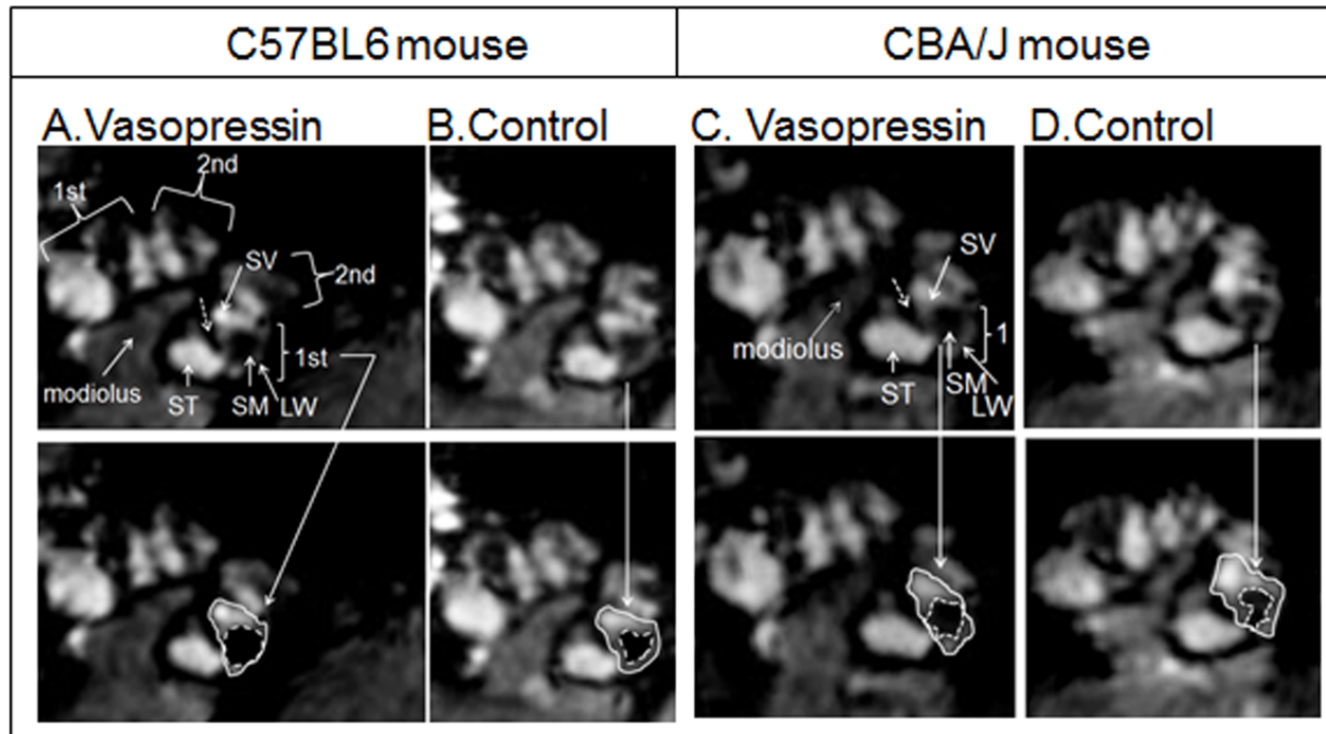 C57BL6 mouse
CBA/J mouse
A.Vasopressin
B.Control
C. Vasopressin
D.Control
1st
2nd
SV
2nd
1st
modiolus
ST
SM
LW
SV
1
modiolus
ST
SM
LW